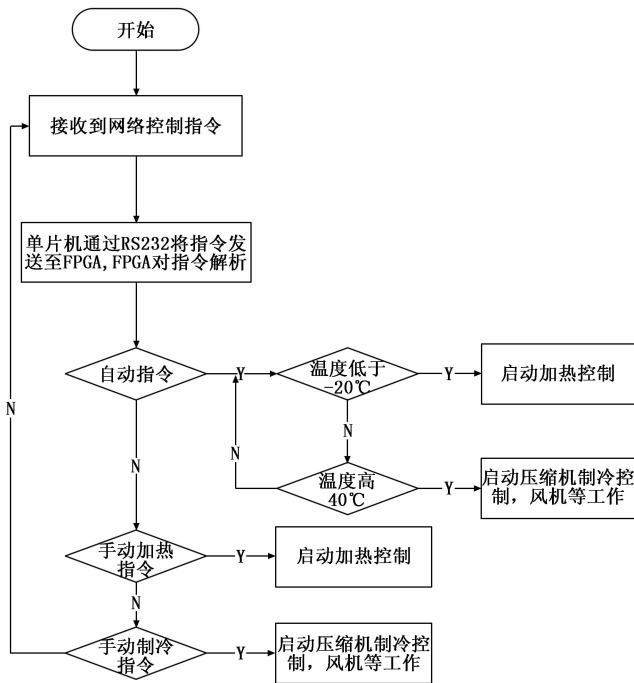 开始
接收到网络控制指令
单片机通过RS232将指令发
送至FPGA,FPGA对指令解析
自动指令
Y
温度低于
-20℃
Y
启动加热控制
N
N
N
N
温度高
40℃
Y
启动压缩机制冷控
制，风机等工作
手动加热
指令
Y
启动加热控制
N
手动制冷
指令
Y
启动压缩机制冷控
制，风机等工作